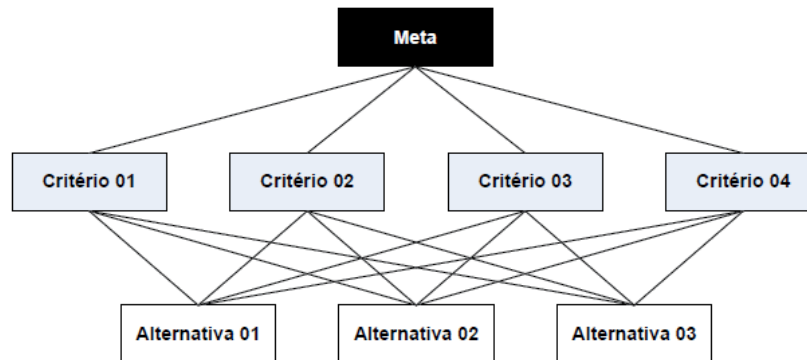 Meta
Critério 01
Critério 02
Critério 03
Critério 04
Alternativa 01
Alternativa 02
Alternativa 03